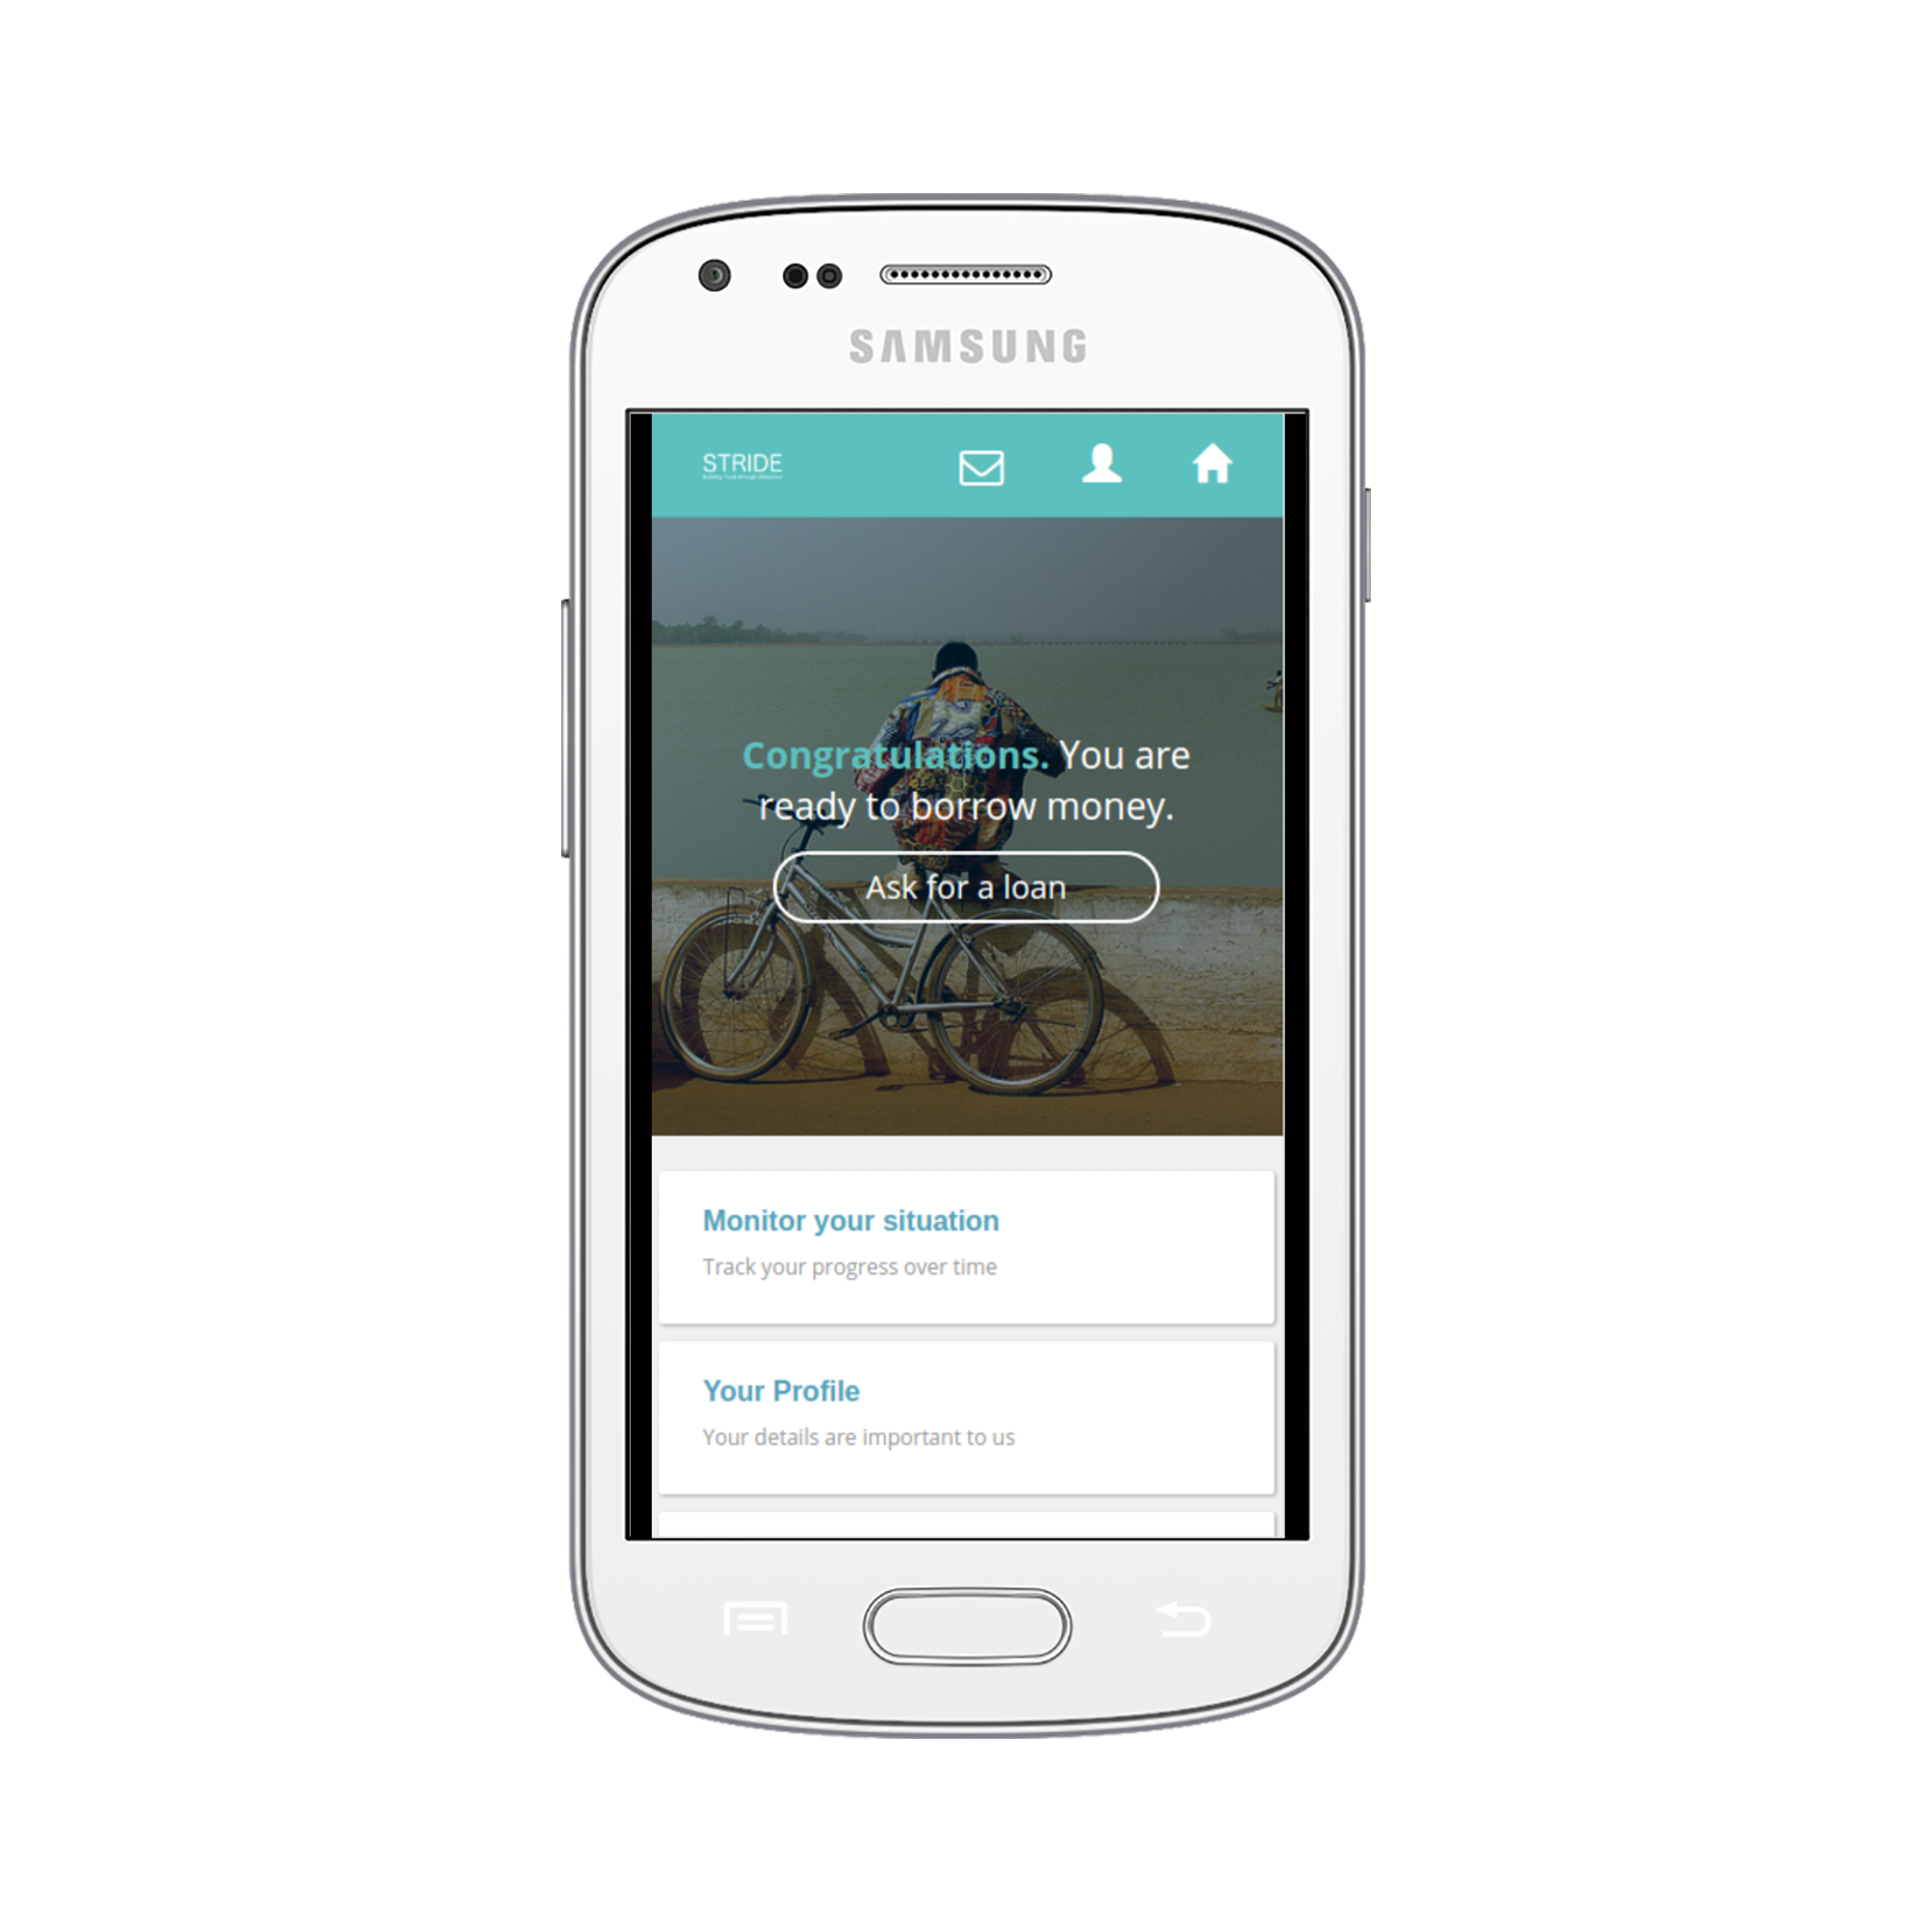 SAMSUNG
STRIDE
Congratulations. You are
ready to borrow money.
Ask for a loan
Monitor your situation
Track your progress over time
Your Profile
Your details are important to us